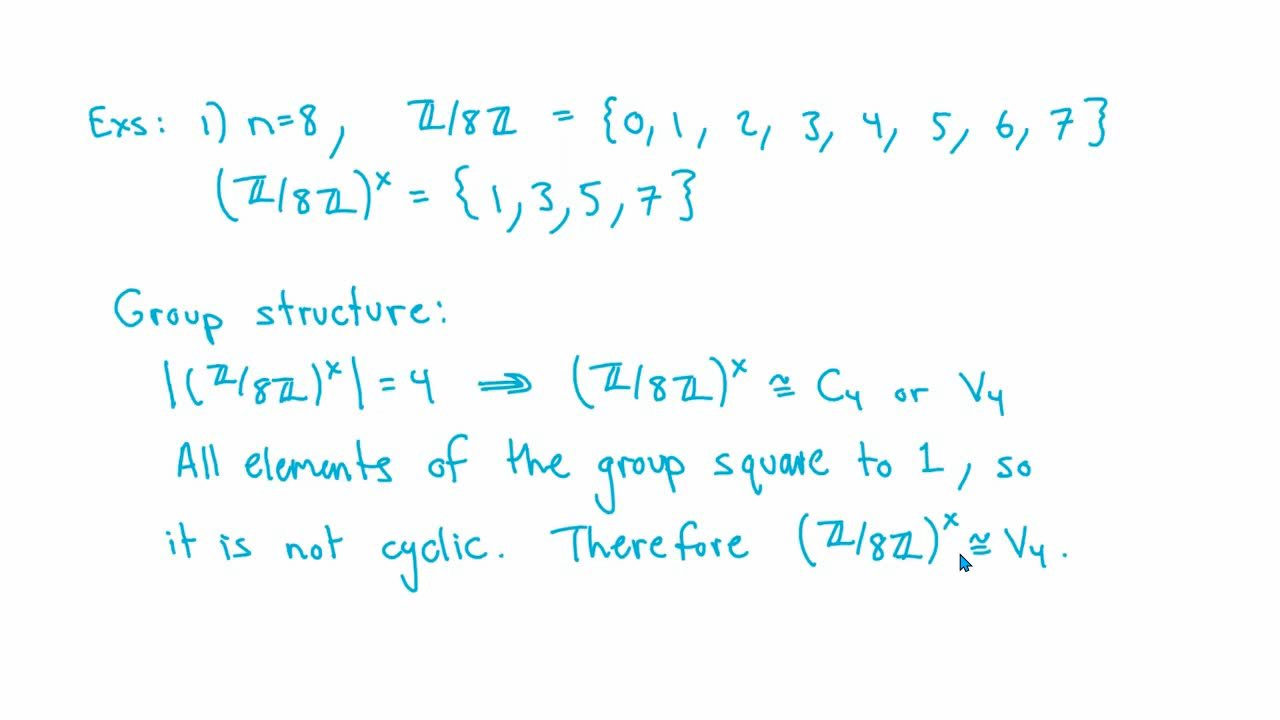 Exs: i) n=8, ℤ/8ℤ = {0, 1, 2, 3, 4, 5, 6, 7}
(ℤ/8ℤ)^× = {1, 3, 5, 7}
Group structure:
|(ℤ/8ℤ)^×| = 4 ⟹ (ℤ/8ℤ)^× ≅ C₄ or V₄
All elements of the group square to 1, so
it is not cyclic. Therefore (ℤ/8ℤ)^× ≅ V₄.